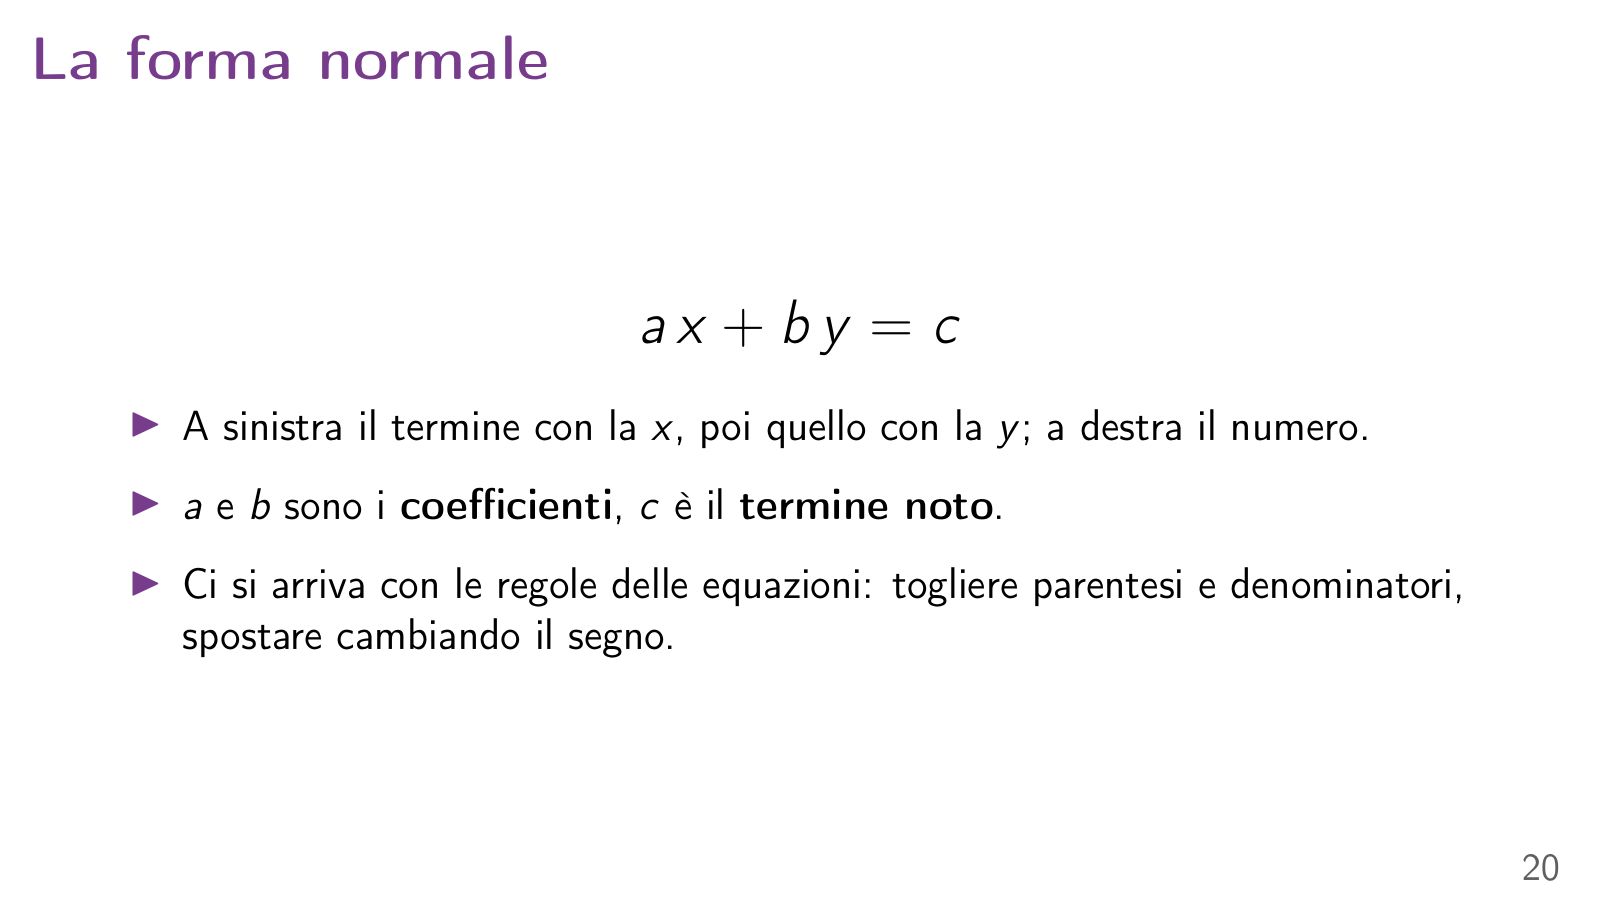 La forma normale
a x + b y = c
▶ A sinistra il termine con la x, poi quello con la y; a destra il numero.
▶ a e b sono i coefficienti, c è il termine noto.
▶ Ci si arriva con le regole delle equazioni: togliere parentesi e denominatori,
spostare cambiando il segno.
20